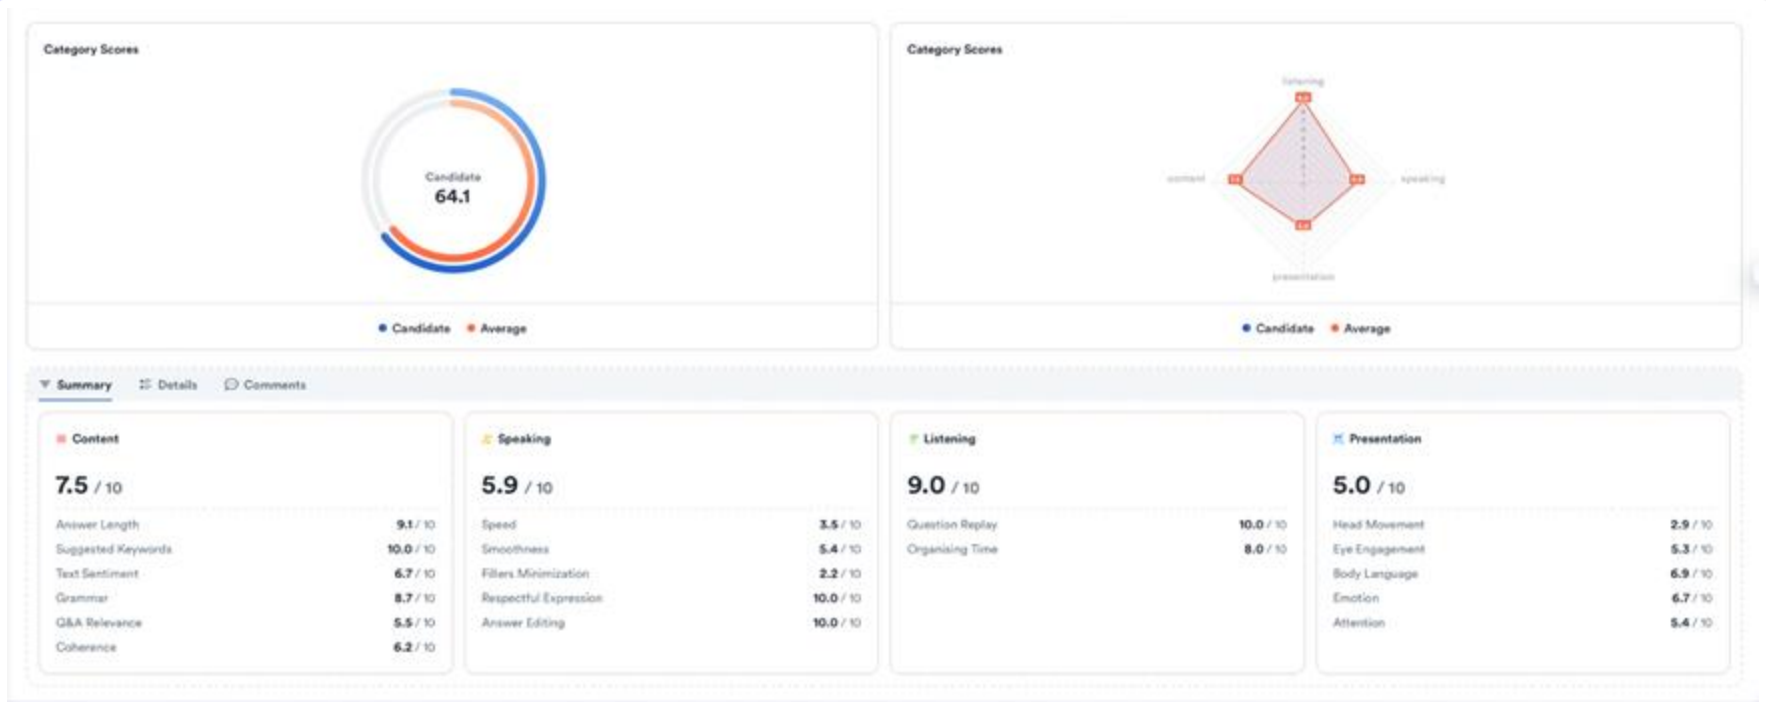 Category Scores
Candidate
64.1
Candidate Average
Category Scores
listening
content
speaking
presentation
Candidate Average
Summary Details Comments
Content
7.5 / 10
Answer Length 9.1 / 10
Suggested Keywords 10.0 / 10
Text Sentiment 6.7 / 10
Grammar 8.7 / 10
Q&A Relevance 5.5 / 10
Coherence 6.2 / 10
Speaking
5.9 / 10
Speed 3.5 / 10
Smoothness 5.4 / 10
Fillers Minimization 2.2 / 10
Respectful Expression 10.0 / 10
Answer Editing 10.0 / 10
Listening
9.0 / 10
Question Replay 10.0 / 10
Organising Time 8.0 / 10
Presentation
5.0 / 10
Head Movement 2.9 / 10
Eye Engagement 5.3 / 10
Body Language 6.9 / 10
Emotion 6.7 / 10
Attention 5.4 / 10